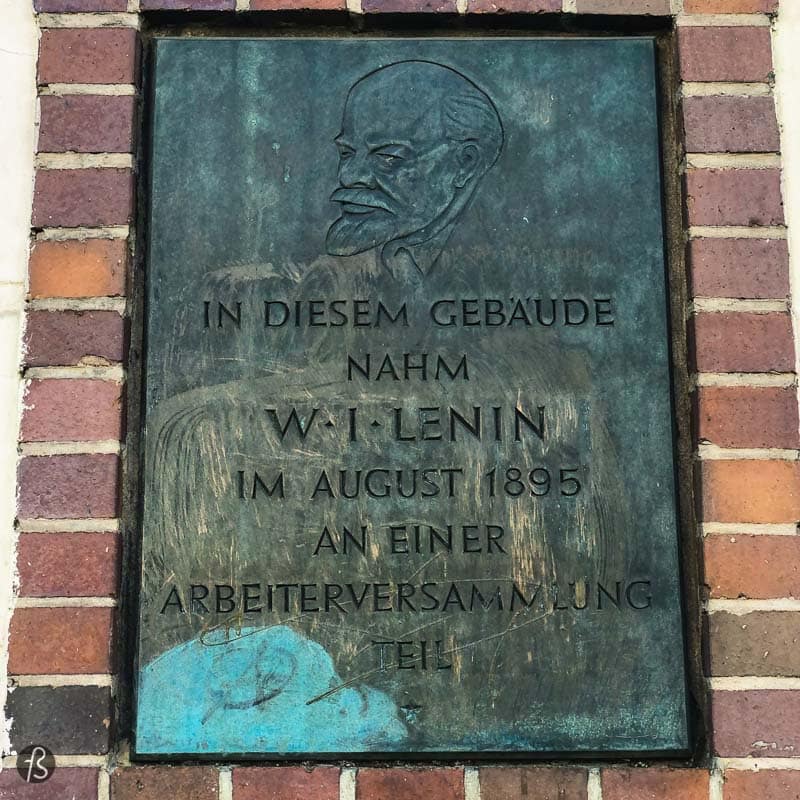 IN DIESEM GEBÄUDE
NAHM
W·I·LENIN
IM AUGUST 1895
AN EINER
ARBEITERVERSAMMLUNG
TEIL